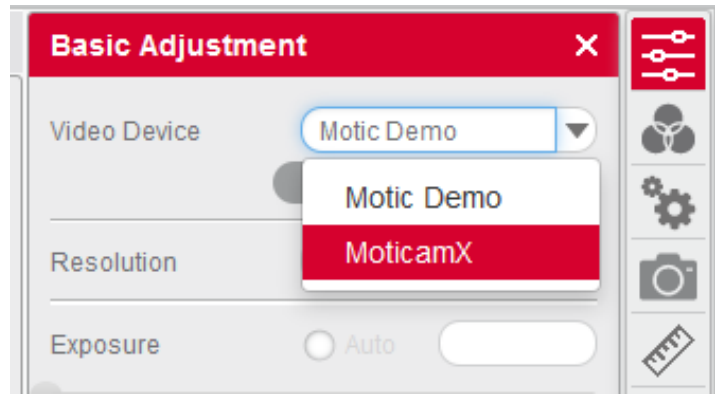 Basic Adjustment
Video Device
Motic Demo
Motic Demo
MoticamX
Resolution
Exposure
Auto